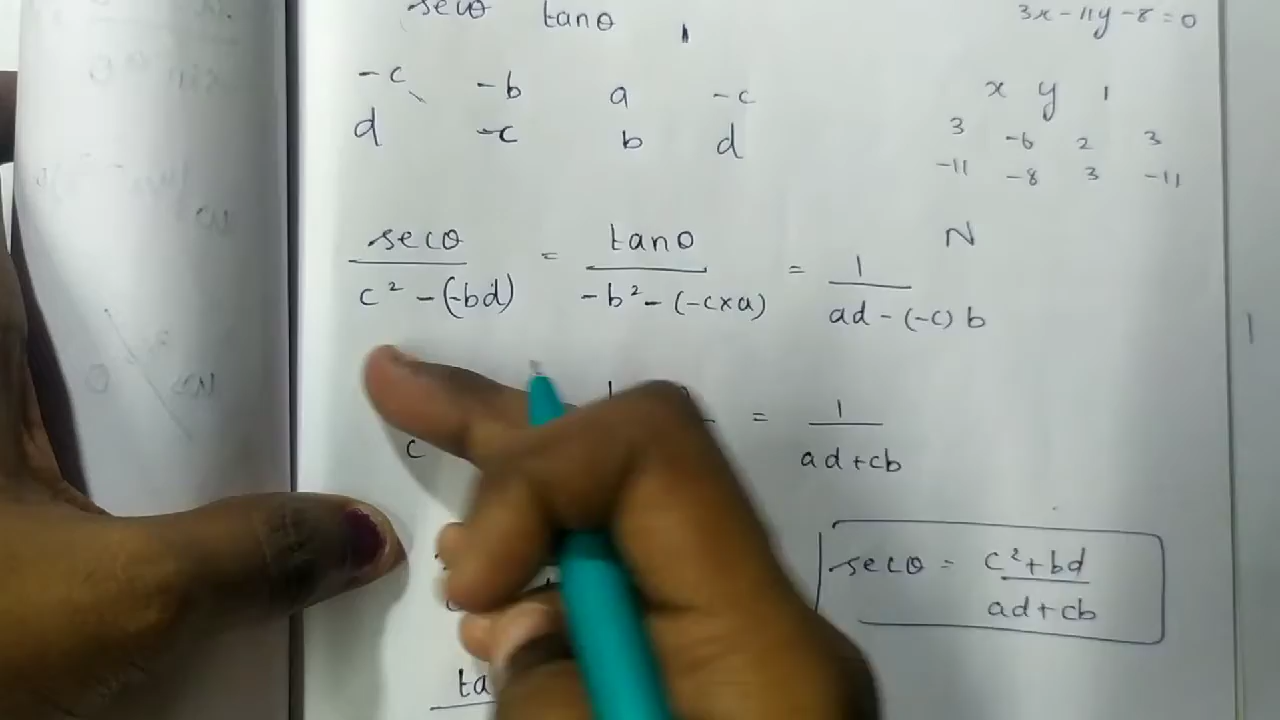 secθ tanθ 1
3x - 11y - 8 = 0
-c -b a -c
d -c b d
x y 1
3 -6 2 3
-11 -8 3 -11
secθ/(c² - (-bd)) = tanθ/(-b² - (-c×a)) = 1/(ad - (-c)b)
N
c = 1/(ad + cb)
secθ = (c² + bd)/(ad + cb)
ta